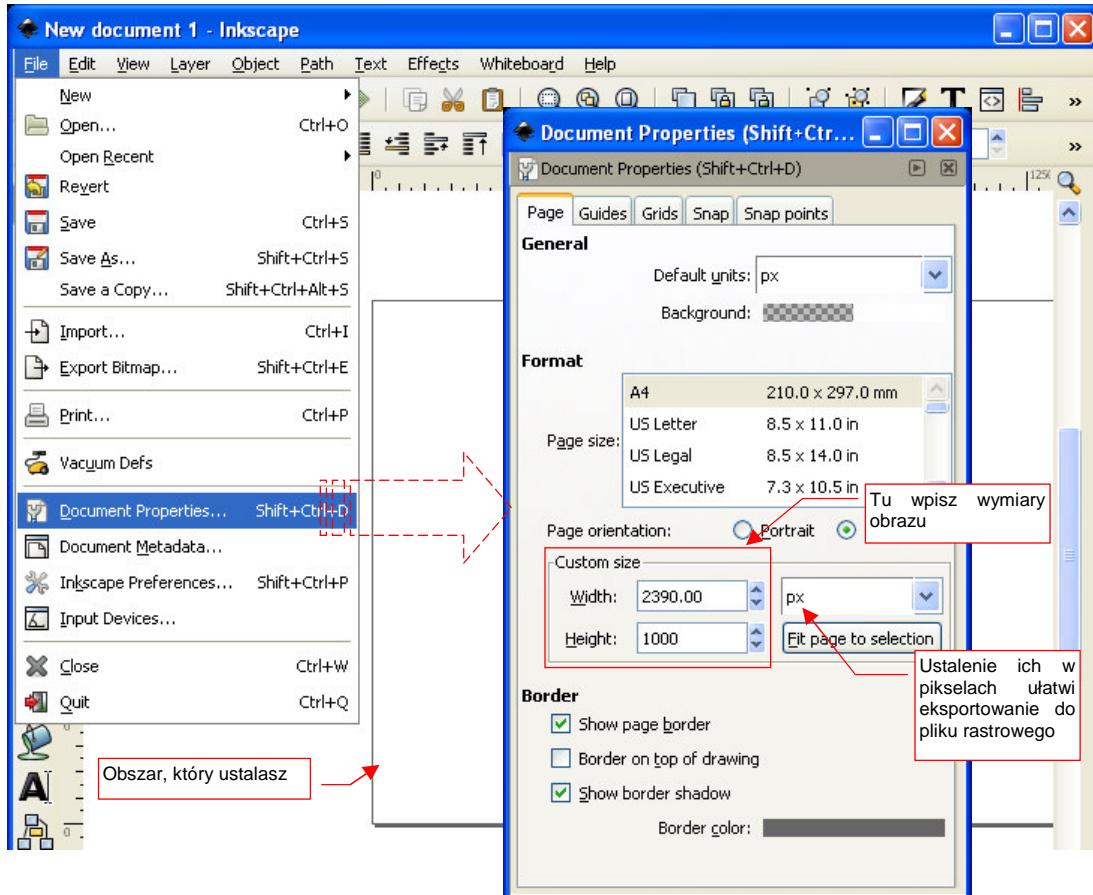 New document 1 - Inkscape
File Edit View Layer Object Path Text Effects Whiteboard Help
New
Open... Ctrl+O
Open Recent
Revert
Save Ctrl+S
Save As... Shift+Ctrl+S
Save a Copy... Shift+Ctrl+Alt+S
Import... Ctrl+I
Export Bitmap... Shift+Ctrl+E
Print... Ctrl+P
Vacuum Defs
Document Properties... Shift+Ctrl+D
Document Metadata...
Inkscape Preferences... Shift+Ctrl+P
Input Devices...
Close Ctrl+W
Quit Ctrl+Q
Document Properties (Shift+Ctr...
Document Properties (Shift+Ctrl+D)
Page Guides Grids Snap Snap points
General
Default units: px
Background:
Format
Page size:
A4 210.0 x 297.0 mm
US Letter 8.5 x 11.0 in
US Legal 8.5 x 14.0 in
US Executive 7.3 x 10.5 in
Page orientation: Portrait
Custom size
Width: 2390.00 px
Height: 1000 Fit page to selection
Border
Show page border
Border on top of drawing
Show border shadow
Border color:
Tu wpisz wymiary
obrazu
Ustalenie ich w
pikselach ułatwi
eksportowanie do
pliku rastrowego
Obszar, który ustalasz
0
125
0
0